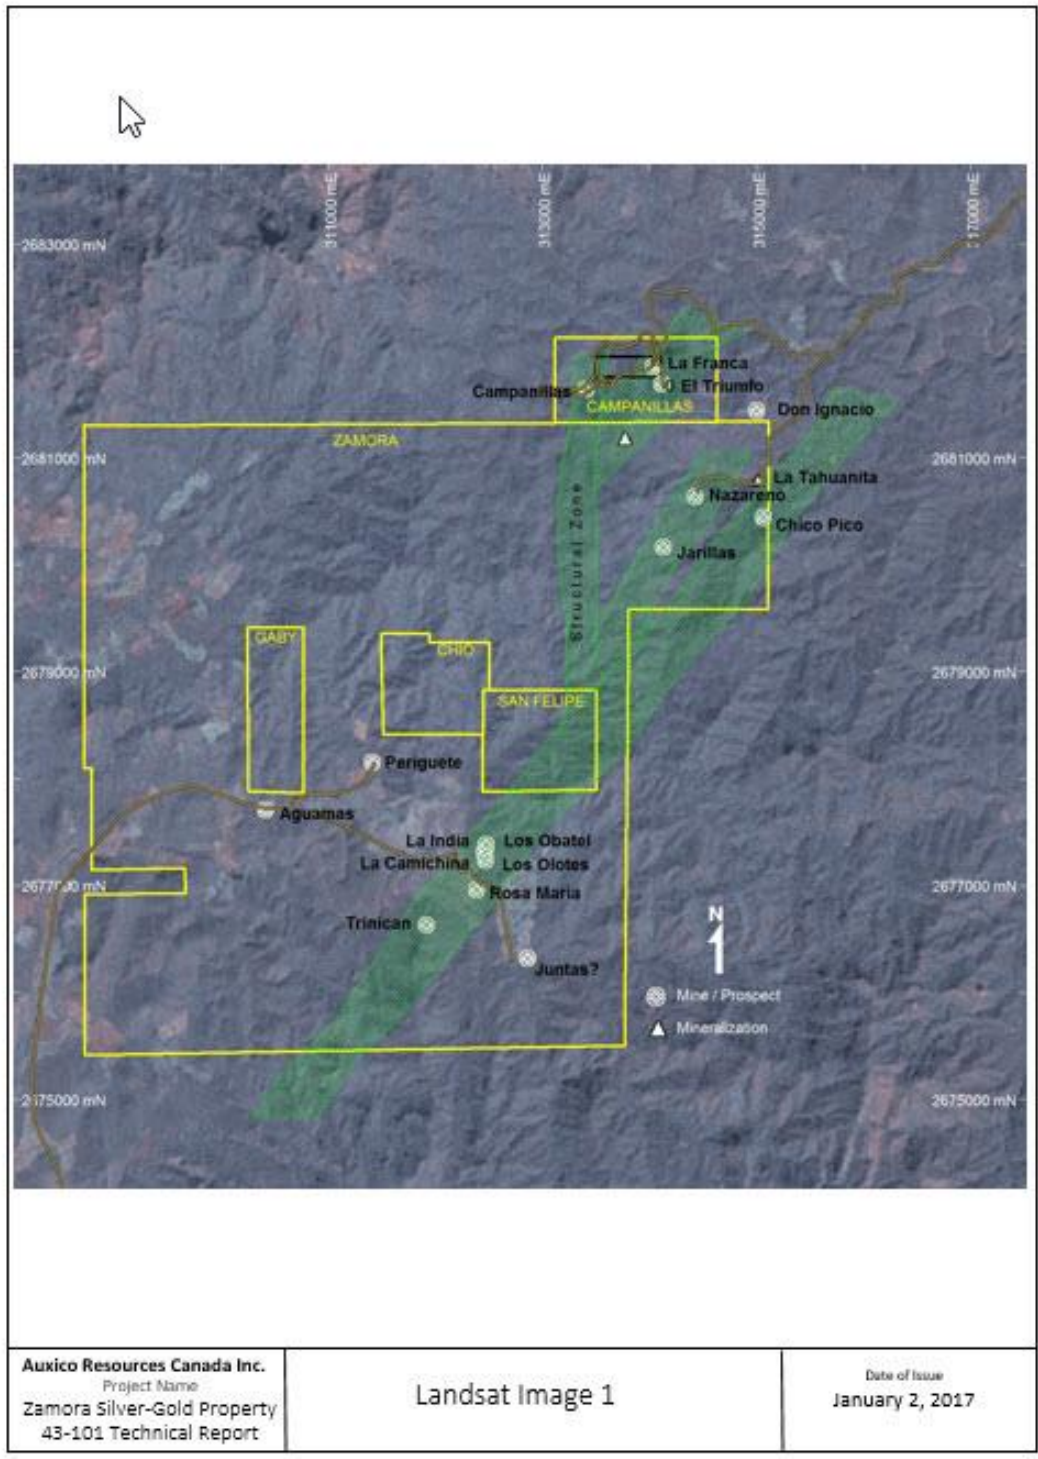 311000 mE
313000 mE
315000 mE
317000 mE
2683000 mN
La Franca
Campanillas
El Triumfo
CAMPANILLAS
Don Ignacio
ZAMORA
2681000 mN
2681000 mN
La Tahuanita
Nazareno
Chico Pico
Structural Zone
Jarillas
GABY
CHIO
2679000 mN
2679000 mN
SAN FELIPE
Periguete
Aguamas
La India
Los Obatel
La Camichina
Los Olotes
2677000 mN
2677000 mN
Rosa Maria
Trinican
N
Juntas?
Mine / Prospect
Mineralization
2675000 mN
2675000 mN
Auxico Resources Canada Inc.
Project Name
Zamora Silver-Gold Property
43-101 Technical Report
Landsat Image 1
Date of Issue
January 2, 2017